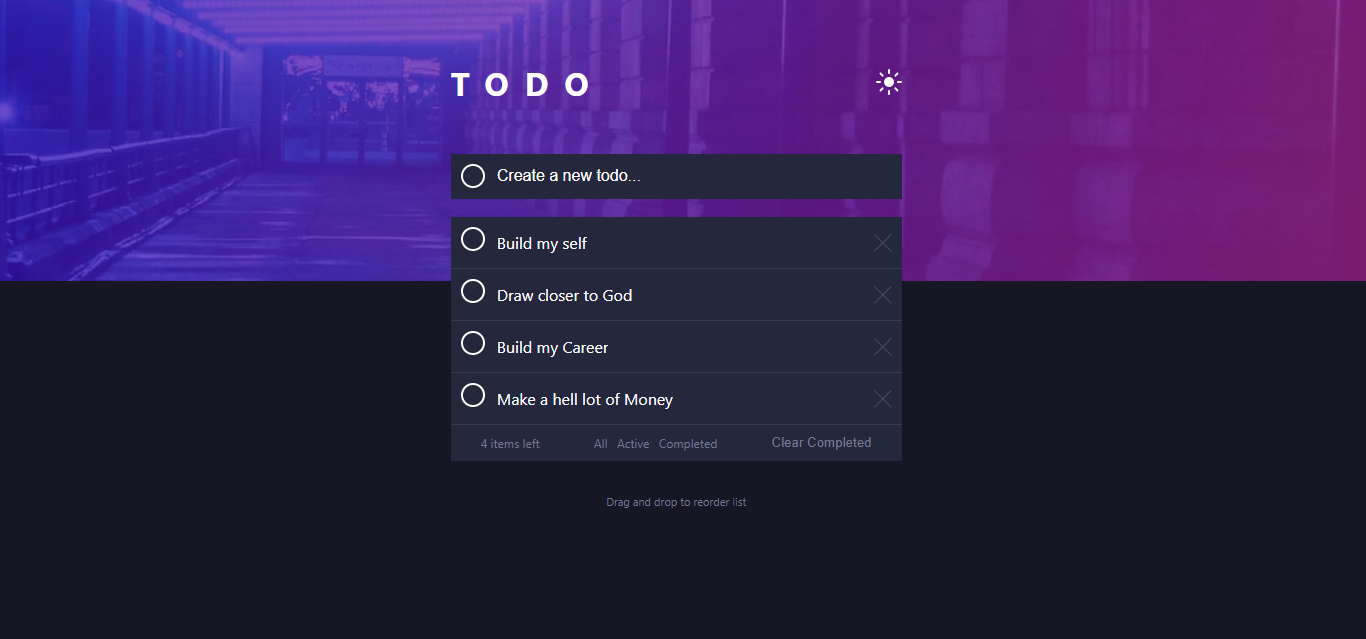 TODO
Create a new todo...
Build my self
Draw closer to God
Build my Career
Make a hell lot of Money
4 items left All Active Completed Clear Completed
Drag and drop to reorder list